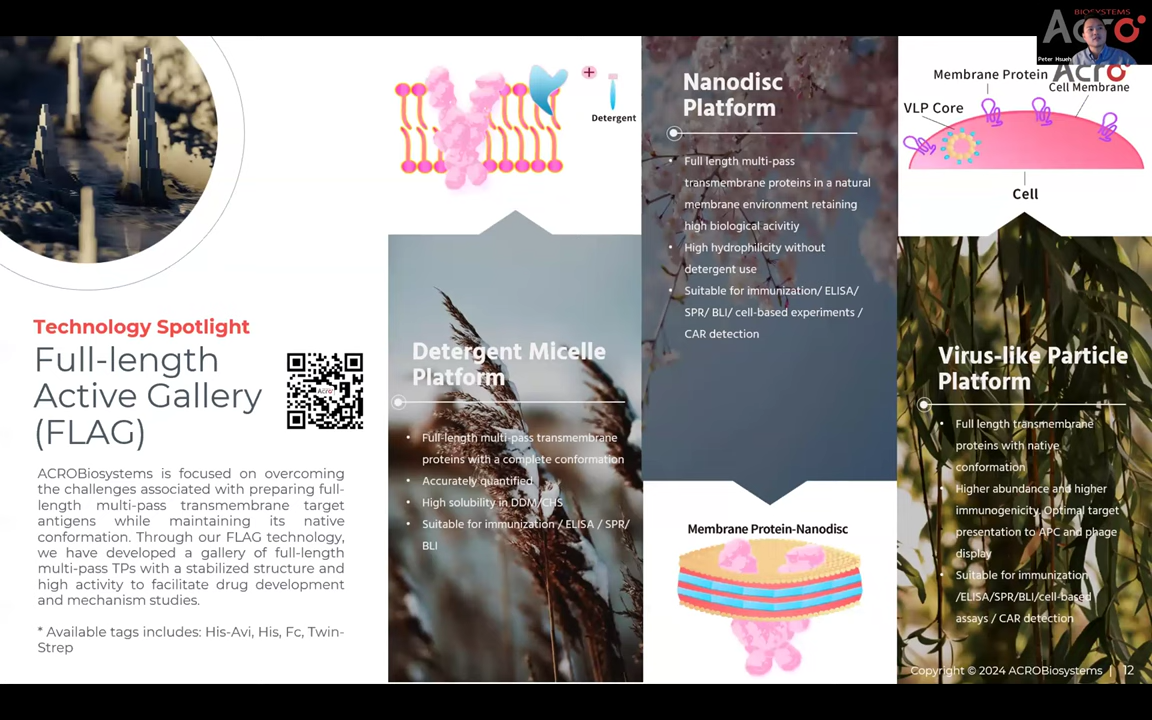 BIOSYSTEMS
Acro
Peter Hsueh
Acro
Technology Spotlight
Full-length
Active Gallery
(FLAG)
Acro
ACROBiosystems is focused on overcoming
the challenges associated with preparing full-
length multi-pass transmembrane target
antigens while maintaining its native
conformation. Through our FLAG technology,
we have developed a gallery of full-length
multi-pass TPs with a stabilized structure and
high activity to facilitate drug development
and mechanism studies.
* Available tags includes: His-Avi, His, Fc, Twin-
Strep
+
Detergent
Detergent Micelle
Platform
• Full-length multi-pass transmembrane
proteins with a complete conformation
• Accurately quantified
• High solubility in DDM/CHS
• Suitable for immunization / ELISA / SPR/
BLI
Nanodisc
Platform
• Full length multi-pass
transmembrane proteins in a natural
membrane environment retaining
high biological acivitiy
• High hydrophilicity without
detergent use
• Suitable for immunization/ ELISA/
SPR/ BLI/ cell-based experiments /
CAR detection
Membrane Protein-Nanodisc
Membrane Protein
Cell Membrane
VLP Core
Cell
Virus-like Particle
Platform
• Full length transmembrane
proteins with native
conformation
• Higher abundance and higher
immunogenicity. Optimal target
presentation to APC and phage
display
• Suitable for immunization
/ELISA/SPR/BLI/cell-based
assays / CAR detection
Copyright © 2024 ACROBiosystems | 12